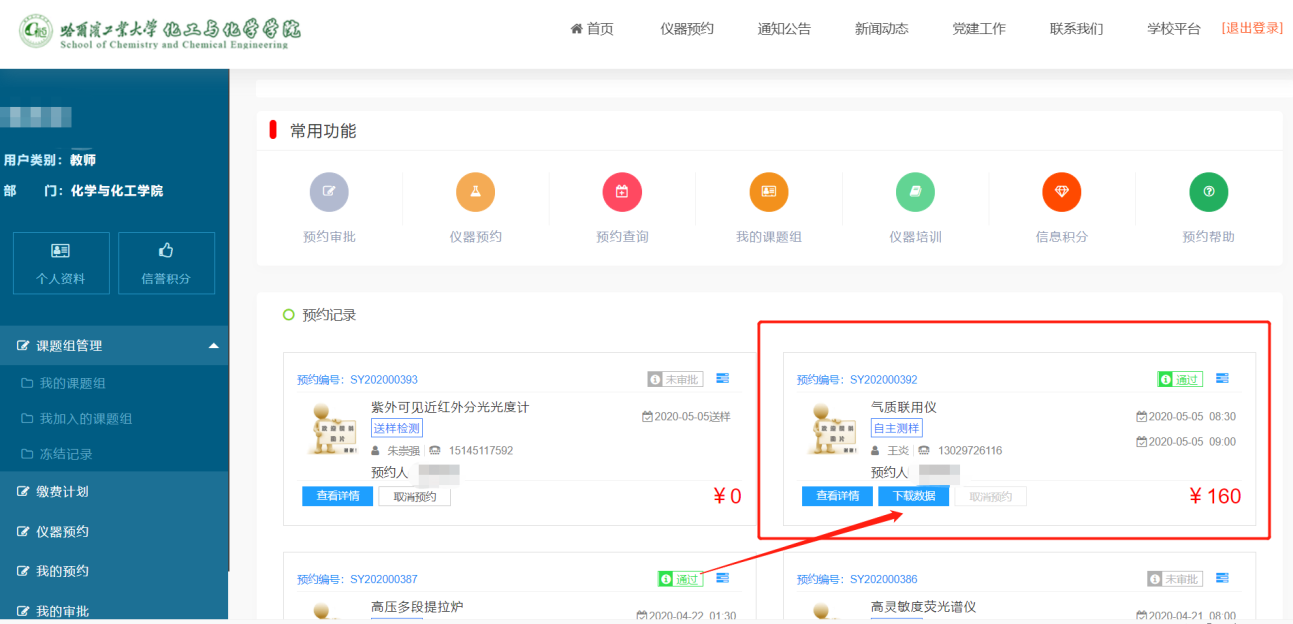 哈爾濱工業大学 化工与化学学院
School of Chemistry and Chemical Engineering
首页 仪器预约 通知公告 新闻动态 党建工作 联系我们 学校平台 [退出登录]
用户类别：教师
部 门：化学与化工学院
个人资料 信誉积分
课题组管理
我的课题组
我加入的课题组
冻结记录
缴费计划
仪器预约
我的预约
我的审批
常用功能
预约审批 仪器预约 预约查询 我的课题组 仪器培训 信息积分 预约帮助
预约记录
预约编号：SY202000393 未审批
紫外可见近红外分光光度计
送样检测
2020-05-05送样
朱崇强 15145117592
预约人
查看详情 取消预约 ¥0
预约编号：SY202000392 通过
气质联用仪
自主测样
2020-05-05 08:30
2020-05-05 09:00
王炎 13029726116
预约人
查看详情 下载数据 取消预约 ¥160
预约编号：SY202000387 通过
高压多段提拉炉
2020-04-22 01:30
预约编号：SY202000386 未审批
高灵敏度荧光谱仪
2020-04-21 08:00